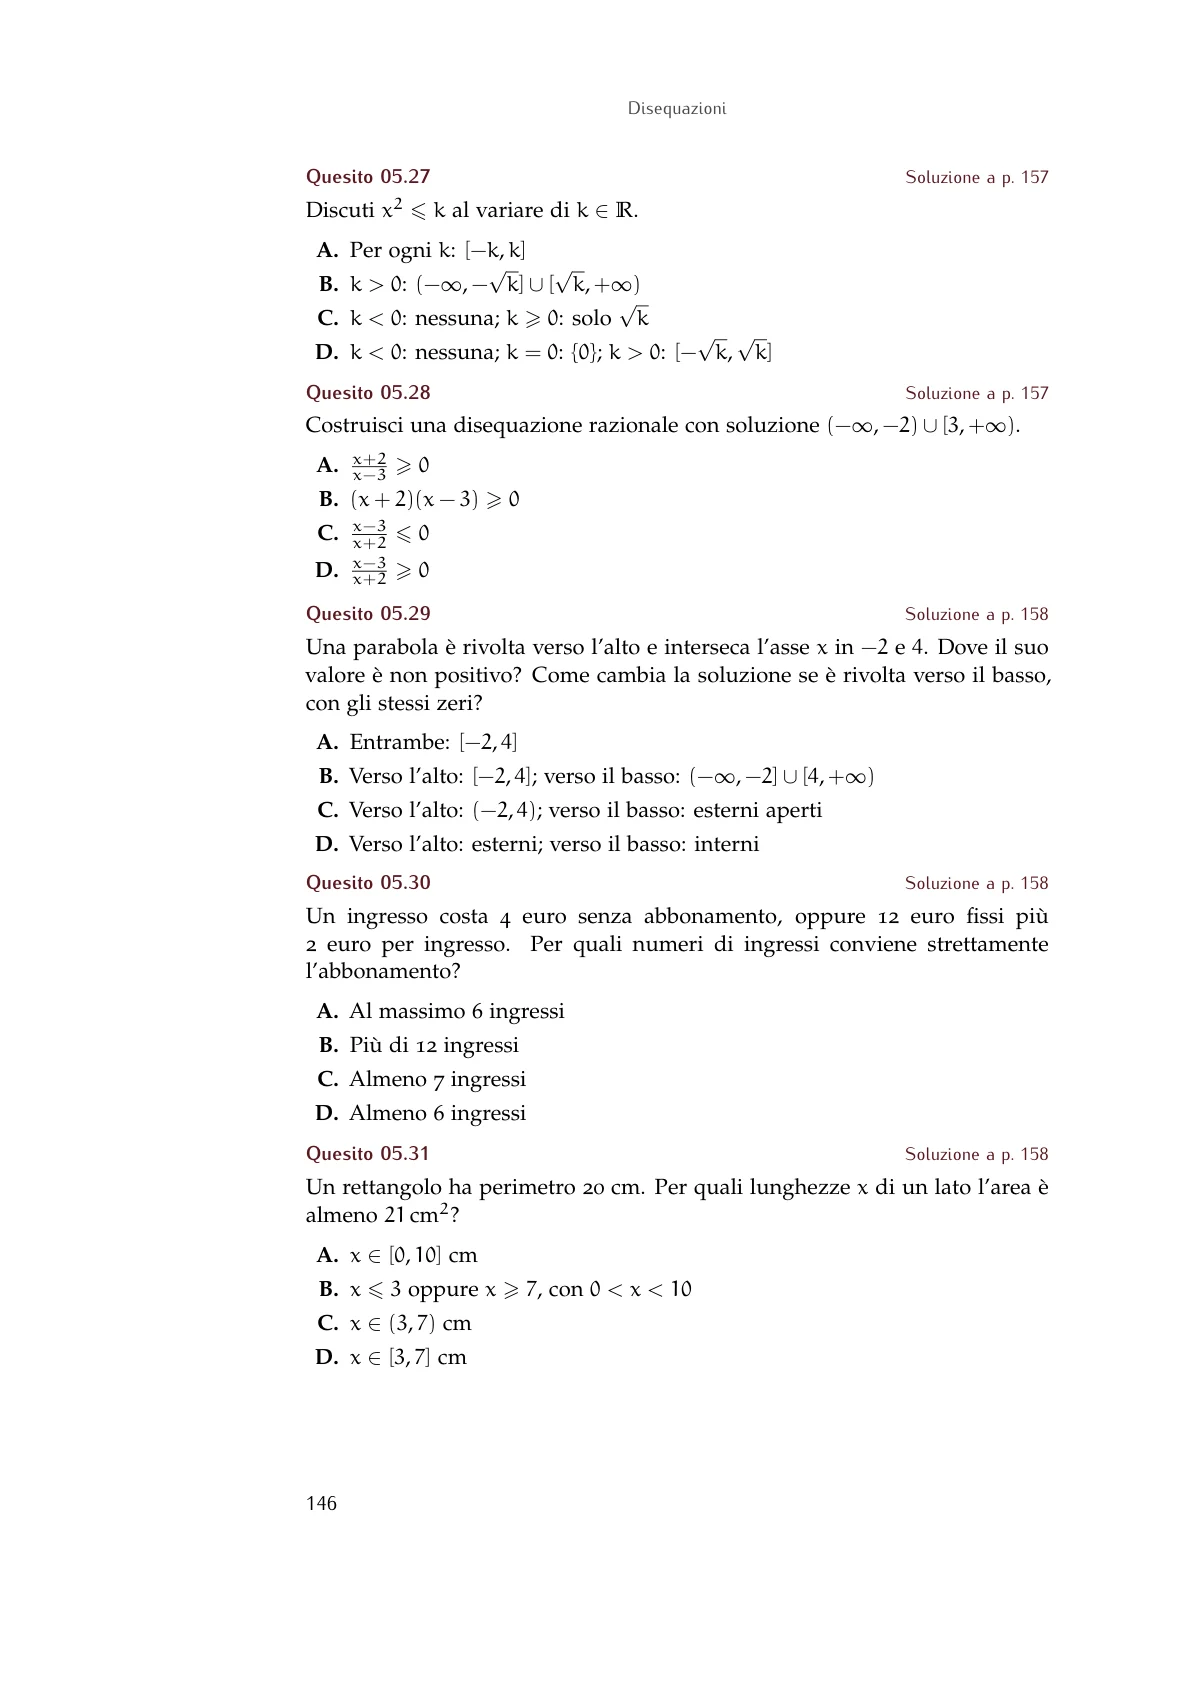 Disequazioni
Quesito 05.27 Soluzione a p. 157
Discuti x² ⩽ k al variare di k ∈ ℝ.
A. Per ogni k: [−k, k]
B. k > 0: (−∞, −√k] ∪ [√k, +∞)
C. k < 0: nessuna; k ⩾ 0: solo √k
D. k < 0: nessuna; k = 0: {0}; k > 0: [−√k, √k]
Quesito 05.28 Soluzione a p. 157
Costruisci una disequazione razionale con soluzione (−∞, −2) ∪ [3, +∞).
A. (x+2)/(x−3) ⩾ 0
B. (x + 2)(x − 3) ⩾ 0
C. (x−3)/(x+2) ⩽ 0
D. (x−3)/(x+2) ⩾ 0
Quesito 05.29 Soluzione a p. 158
Una parabola è rivolta verso l'alto e interseca l'asse x in −2 e 4. Dove il suo
valore è non positivo? Come cambia la soluzione se è rivolta verso il basso,
con gli stessi zeri?
A. Entrambe: [−2, 4]
B. Verso l'alto: [−2, 4]; verso il basso: (−∞, −2] ∪ [4, +∞)
C. Verso l'alto: (−2, 4); verso il basso: esterni aperti
D. Verso l'alto: esterni; verso il basso: interni
Quesito 05.30 Soluzione a p. 158
Un ingresso costa 4 euro senza abbonamento, oppure 12 euro fissi più
2 euro per ingresso. Per quali numeri di ingressi conviene strettamente
l'abbonamento?
A. Al massimo 6 ingressi
B. Più di 12 ingressi
C. Almeno 7 ingressi
D. Almeno 6 ingressi
Quesito 05.31 Soluzione a p. 158
Un rettangolo ha perimetro 20 cm. Per quali lunghezze x di un lato l'area è
almeno 21 cm²?
A. x ∈ [0, 10] cm
B. x ⩽ 3 oppure x ⩾ 7, con 0 < x < 10
C. x ∈ (3, 7) cm
D. x ∈ [3, 7] cm
146